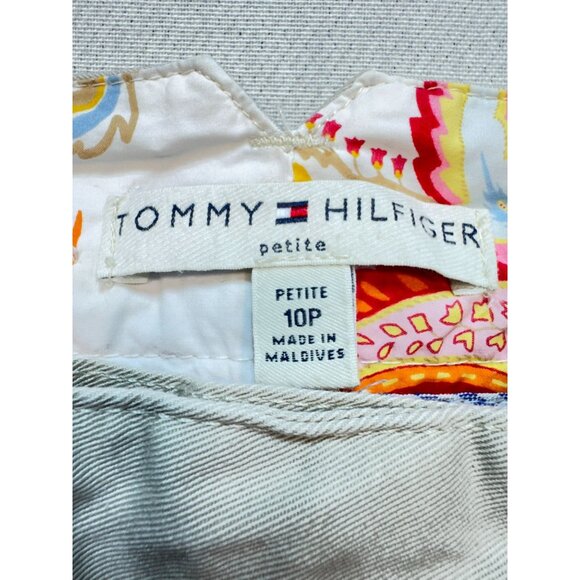 TOMMY HILFIGER
petite
PETITE
10P
MADE IN
MALDIVES